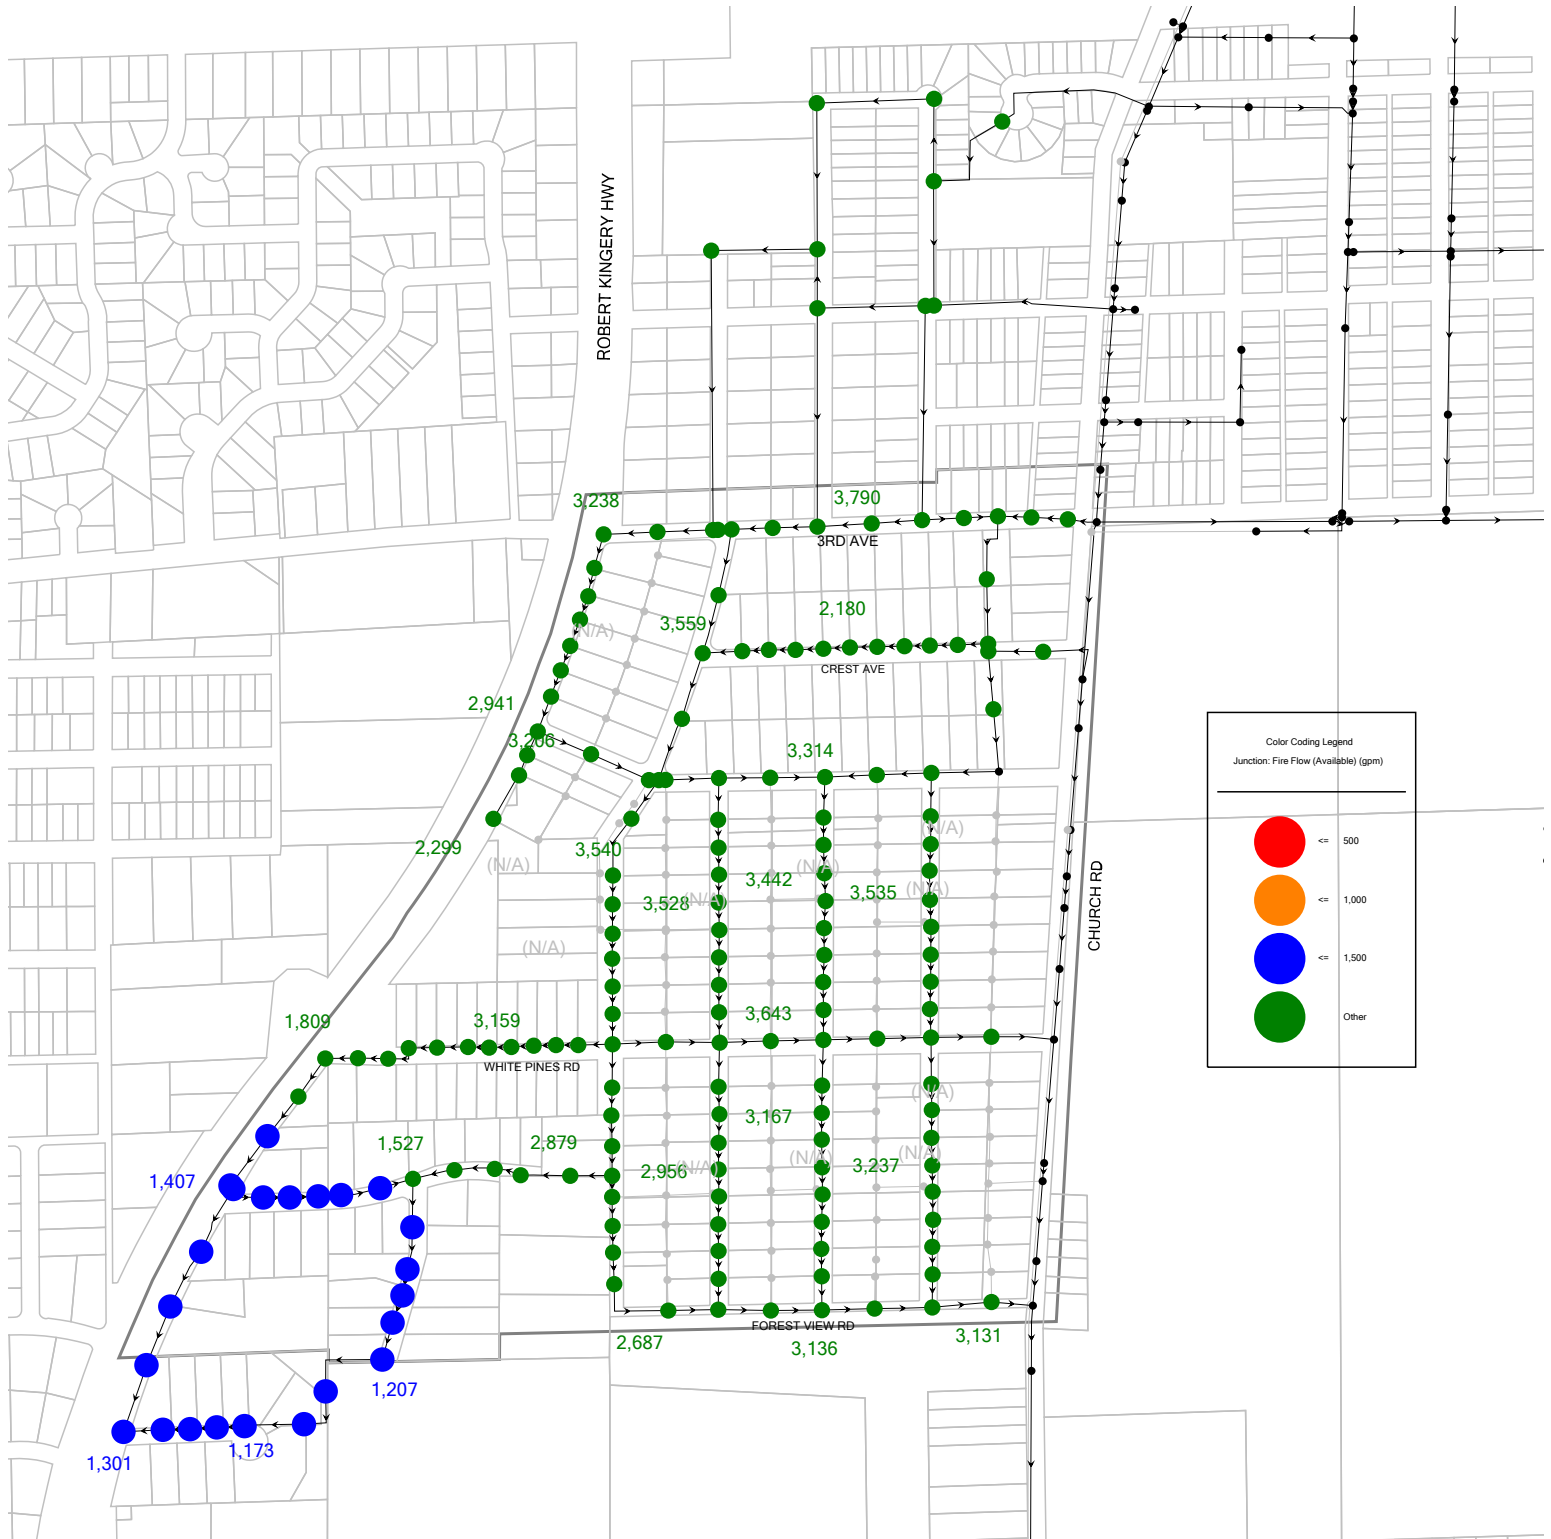 ROBERT KINGERY HWY
3,238
3,790
3RD AVE
2,180
3,559
(N/A)
CREST AVE
2,941
3,206
3,314
Color Coding Legend
Junction: Fire Flow (Available) (gpm)
<= 500
<= 1,000
<= 1,500
Other
(N/A)
2,299
3,540
(N/A)
(N/A)
3,442
3,535
(N/A)
3,528
(N/A)
CHURCH RD
(N/A)
1,809
3,159
3,643
WHITE PINES RD
(N/A)
3,167
1,527
2,879
2,956
(N/A)
(N/A)
3,237
(N/A)
1,407
FOREST VIEW RD
2,687
3,136
3,131
1,207
1,173
1,301